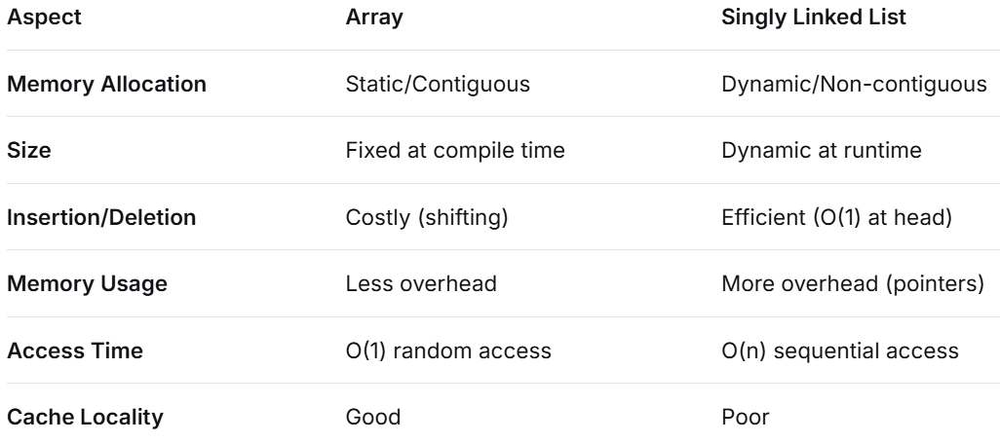 Aspect Array Singly Linked List
Memory Allocation Static/Contiguous Dynamic/Non-contiguous
Size Fixed at compile time Dynamic at runtime
Insertion/Deletion Costly (shifting) Efficient (O(1) at head)
Memory Usage Less overhead More overhead (pointers)
Access Time O(1) random access O(n) sequential access
Cache Locality Good Poor